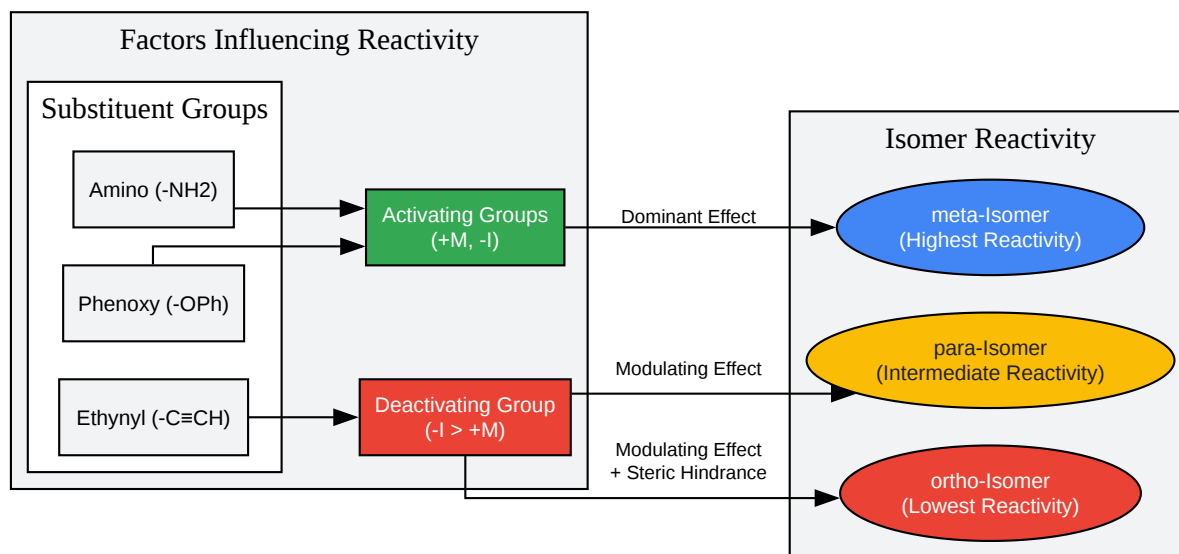 Factors Influencing Reactivity
Substituent Groups
Amino (-NH2)
Phenoxy (-OPh)
Ethynyl (-C≡CH)
Activating Groups
(+M, -I)
Deactivating Group
(-I > +M)
Dominant Effect
Modulating Effect
Modulating Effect
+ Steric Hindrance
Isomer Reactivity
meta-Isomer
(Highest Reactivity)
para-Isomer
(Intermediate Reactivity)
ortho-Isomer
(Lowest Reactivity)